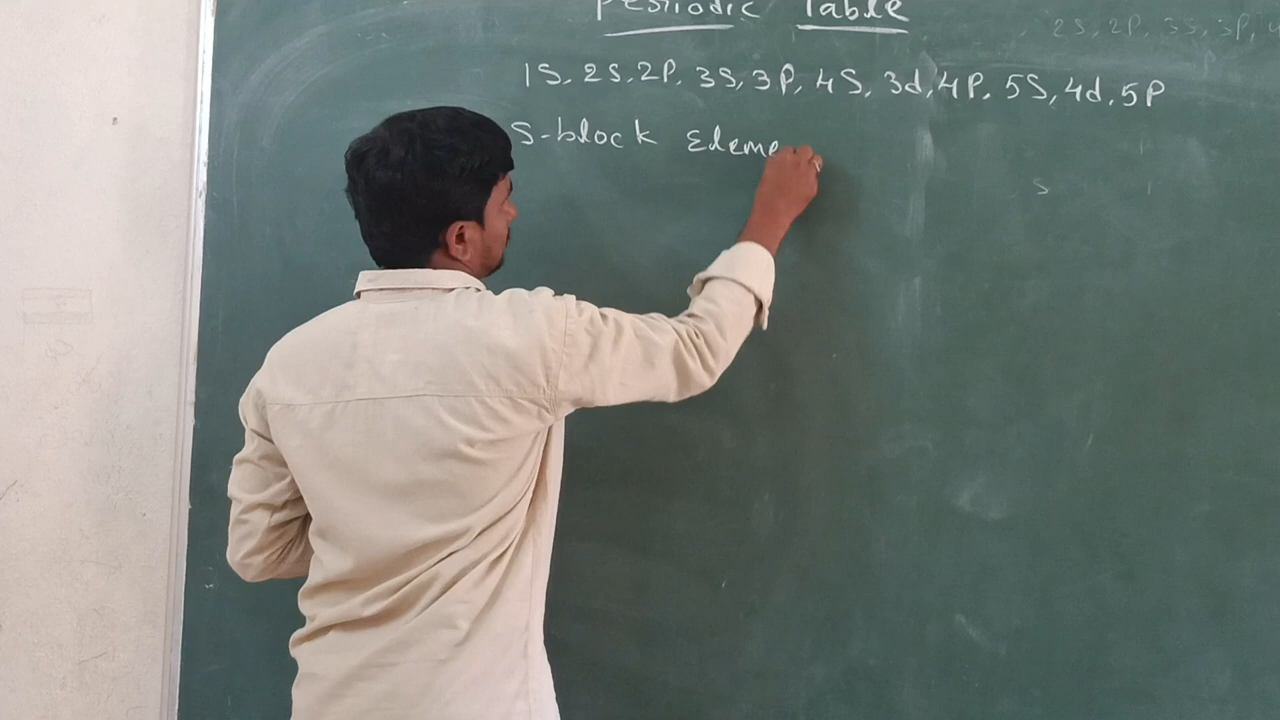 Periodic Table
1S, 2S, 2P, 3S, 3P, 4S, 3d, 4P, 5S, 4d, 5P
S-block Eleme
2S, 2P, 3S, 3P, 4
S